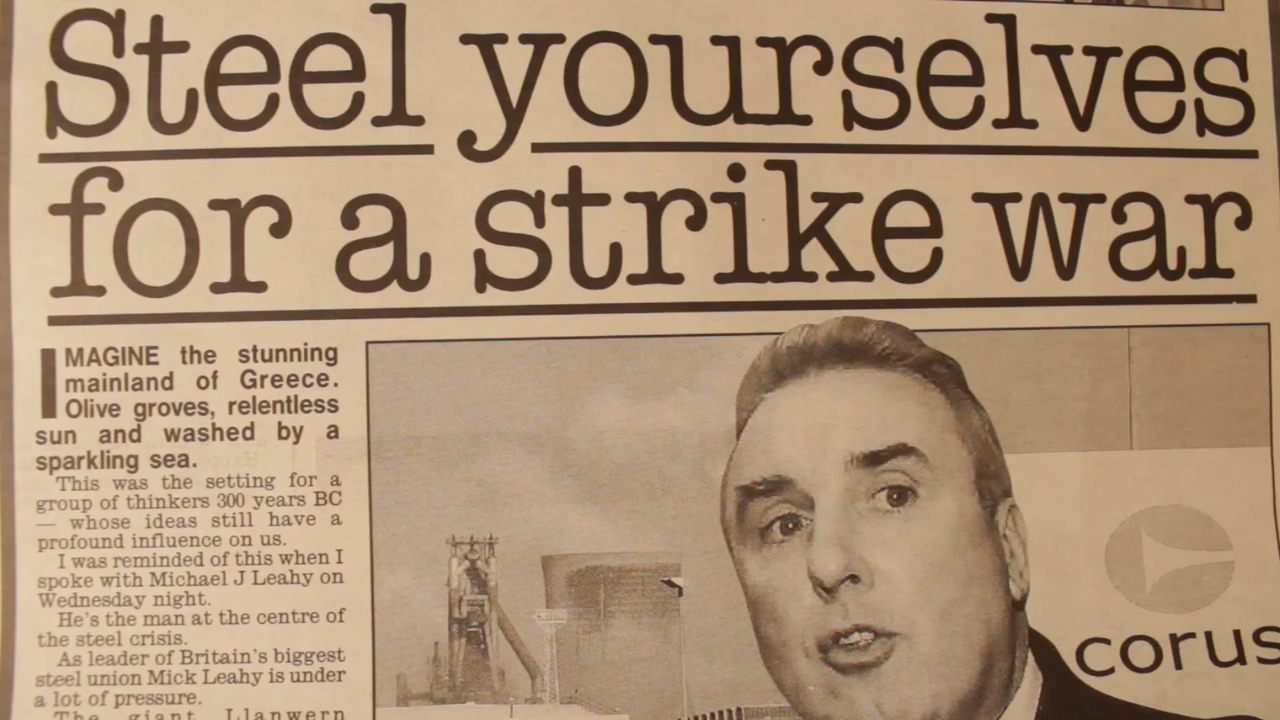 Steel yourselves
for a strike war
IMAGINE the stunning
mainland of Greece.
Olive groves, relentless
sun and washed by a
sparkling sea.
This was the setting for a
group of thinkers 300 years BC
— whose ideas still have a
profound influence on us.
I was reminded of this when I
spoke with Michael J Leahy on
Wednesday night.
He's the man at the centre of
the steel crisis.
As leader of Britain's biggest
steel union Mick Leahy is under
a lot of pressure.
The giant Llanwern
corus